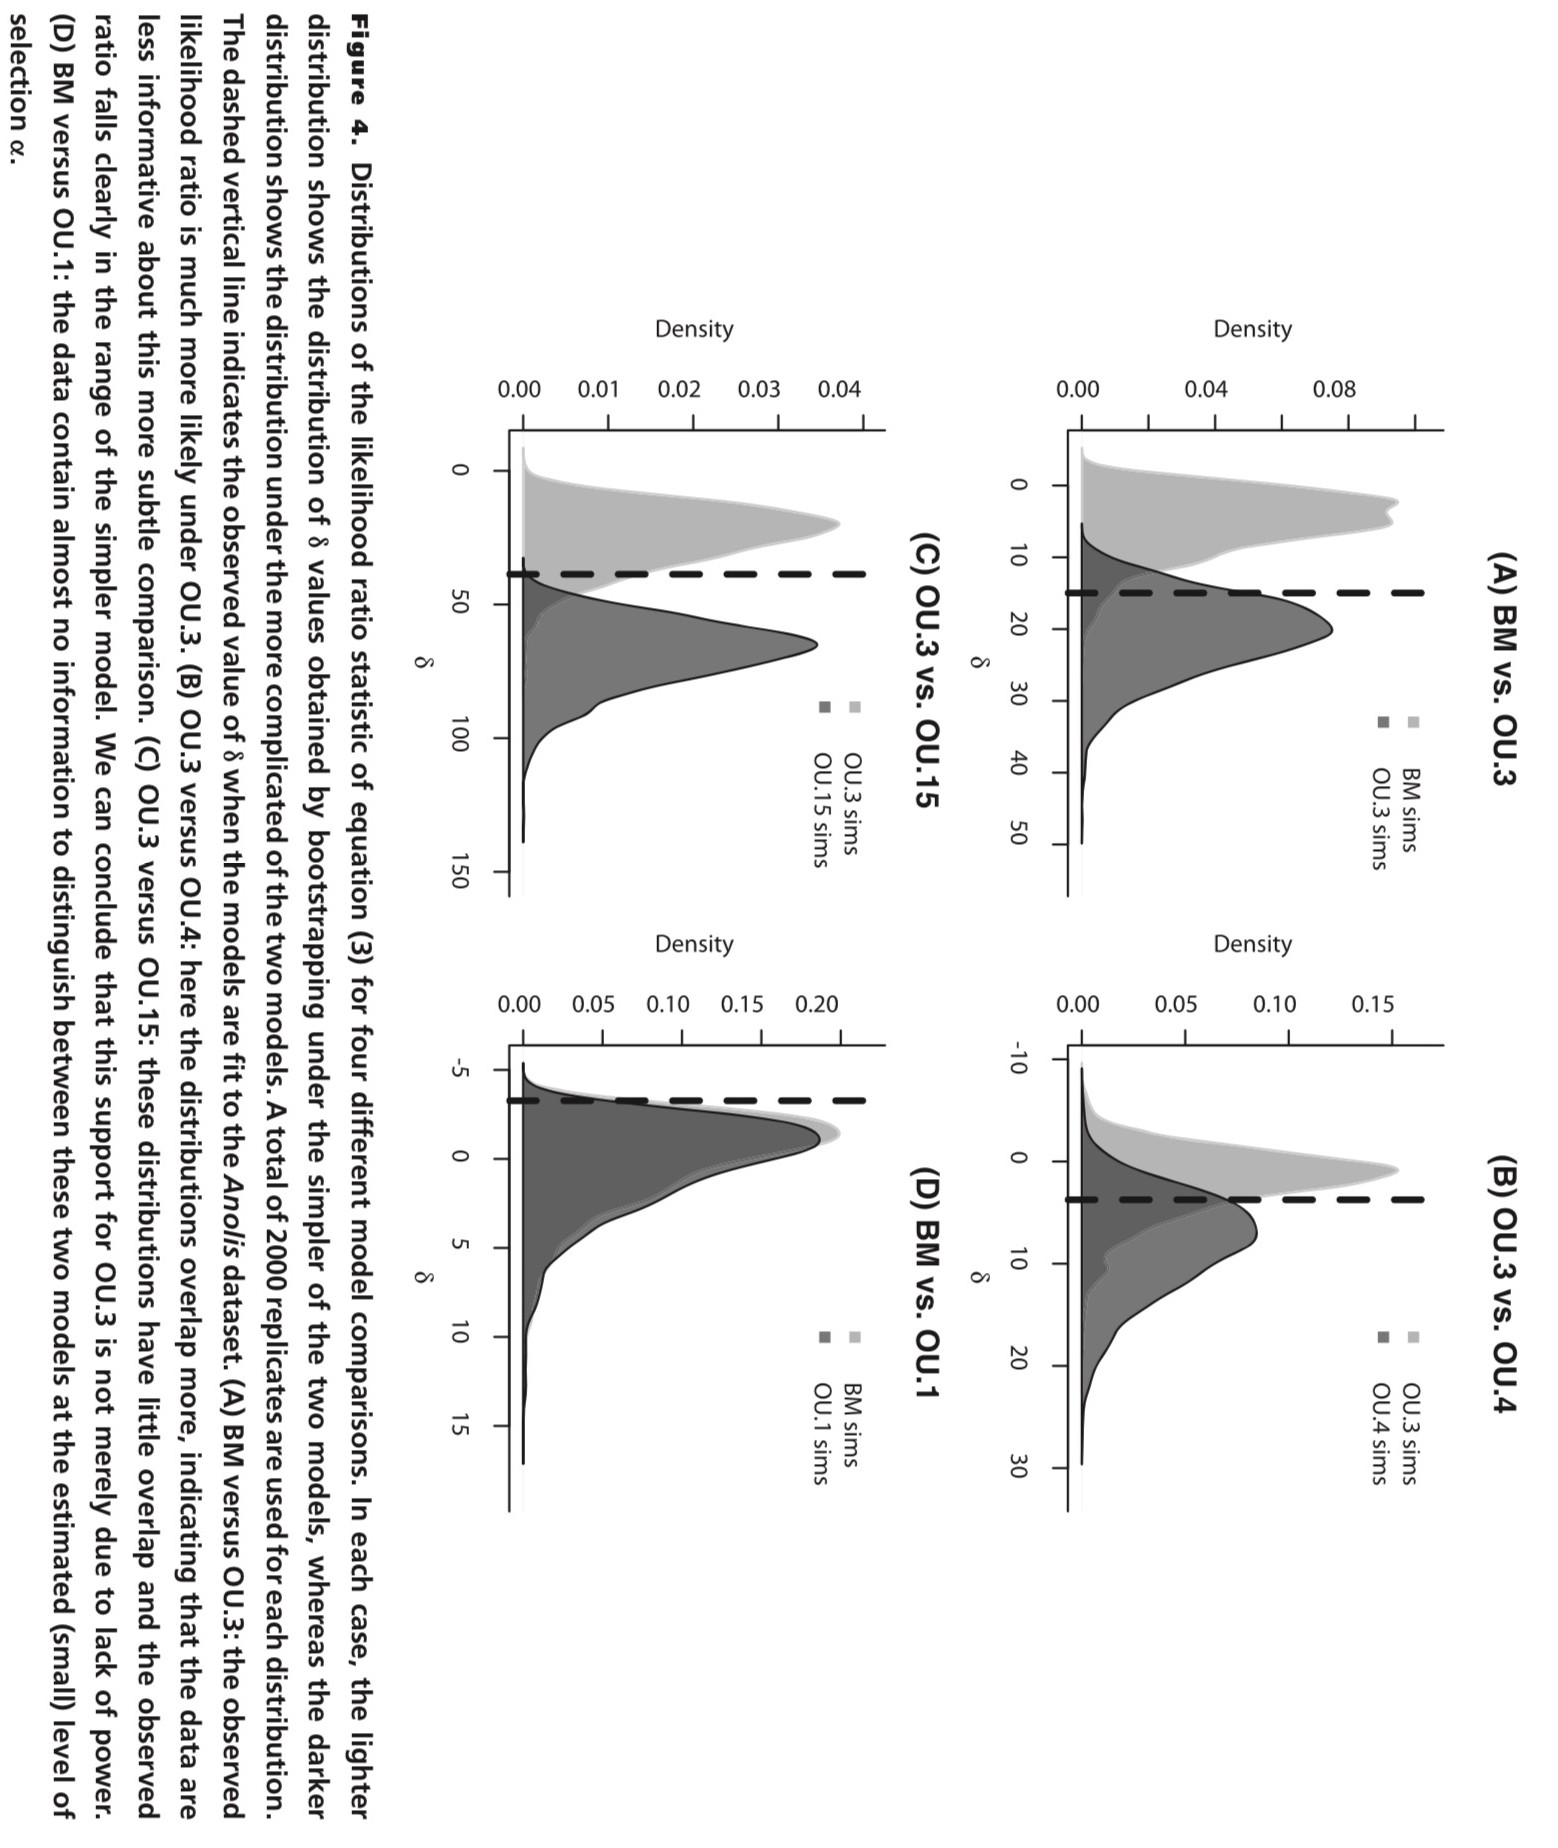 (A) BM vs. OU.3
Density
0.00 0.04 0.08
BM sims
OU.3 sims
0 10 20 30 40 50
δ
(B) OU.3 vs. OU.4
Density
0.00 0.05 0.10 0.15
OU.3 sims
OU.4 sims
-10 0 10 20 30
δ
(C) OU.3 vs. OU.15
Density
0.00 0.01 0.02 0.03 0.04
OU.3 sims
OU.15 sims
0 50 100 150
δ
(D) BM vs. OU.1
Density
0.00 0.05 0.10 0.15 0.20
BM sims
OU.1 sims
-5 0 5 10 15
δ
Figure 4. Distributions of the likelihood ratio statistic of equation (3) for four different model comparisons. In each case, the lighter
distribution shows the distribution of δ values obtained by bootstrapping under the simpler of the two models, whereas the darker
distribution shows the distribution under the more complicated of the two models. A total of 2000 replicates are used for each distribution.
The dashed vertical line indicates the observed value of δ when the models are fit to the Anolis dataset. (A) BM versus OU.3: the observed
likelihood ratio is much more likely under OU.3. (B) OU.3 versus OU.4: here the distributions overlap more, indicating that the data are
less informative about this more subtle comparison. (C) OU.3 versus OU.15: these distributions have little overlap and the observed
ratio falls clearly in the range of the simpler model. We can conclude that this support for OU.3 is not merely due to lack of power.
(D) BM versus OU.1: the data contain almost no information to distinguish between these two models at the estimated (small) level of
selection α.